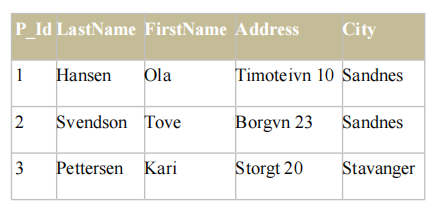 P_Id LastName FirstName Address City
1 Hansen Ola Timoteivn 10 Sandnes
2 Svendson Tove Borgvn 23 Sandnes
3 Pettersen Kari Storgt 20 Stavanger